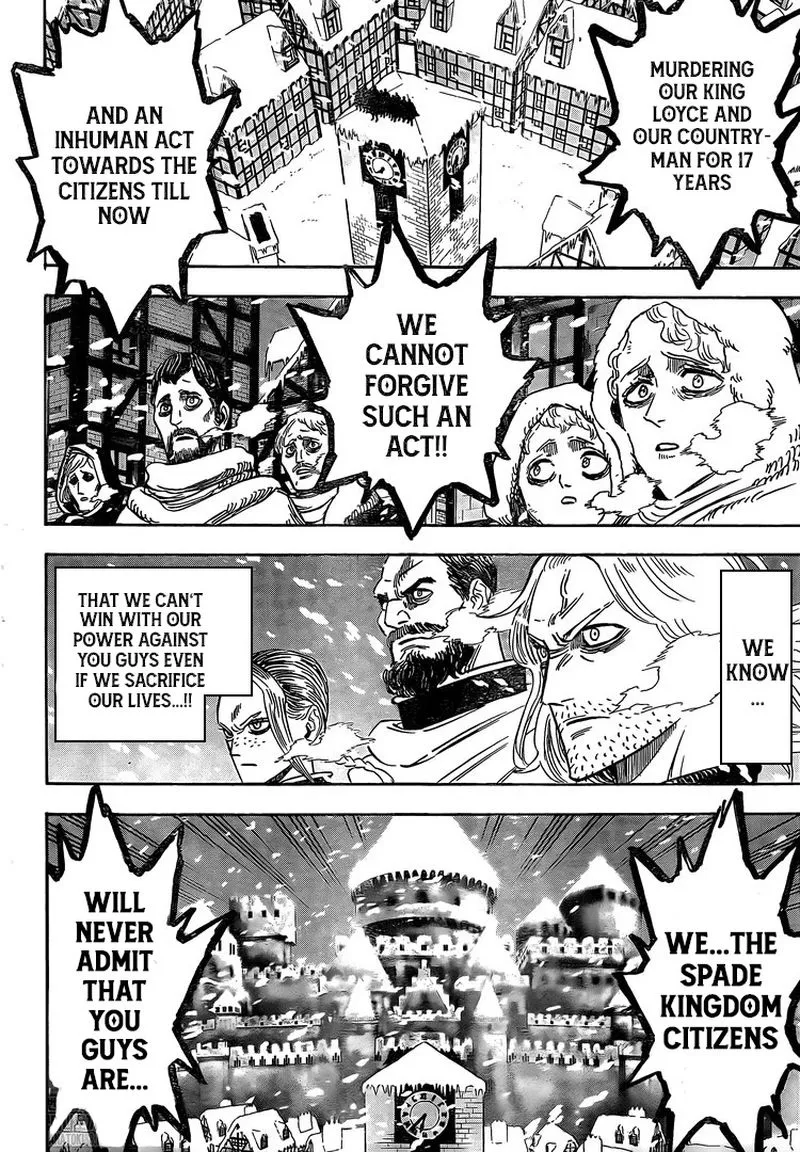 MURDERING
OUR KING
LOYCE AND
OUR COUNTRY-
MAN FOR 17
YEARS
AND AN
INHUMAN ACT
TOWARDS THE
CITIZENS TILL
NOW
WE
CANNOT
FORGIVE
SUCH AN
ACT!!
WE
KNOW
...
THAT WE CAN'T
WIN WITH OUR
POWER AGAINST
YOU GUYS EVEN
IF WE SACRIFICE
OUR LIVES...!!
WE...THE
SPADE
KINGDOM
CITIZENS
WILL
NEVER
ADMIT
THAT
YOU
GUYS
ARE...